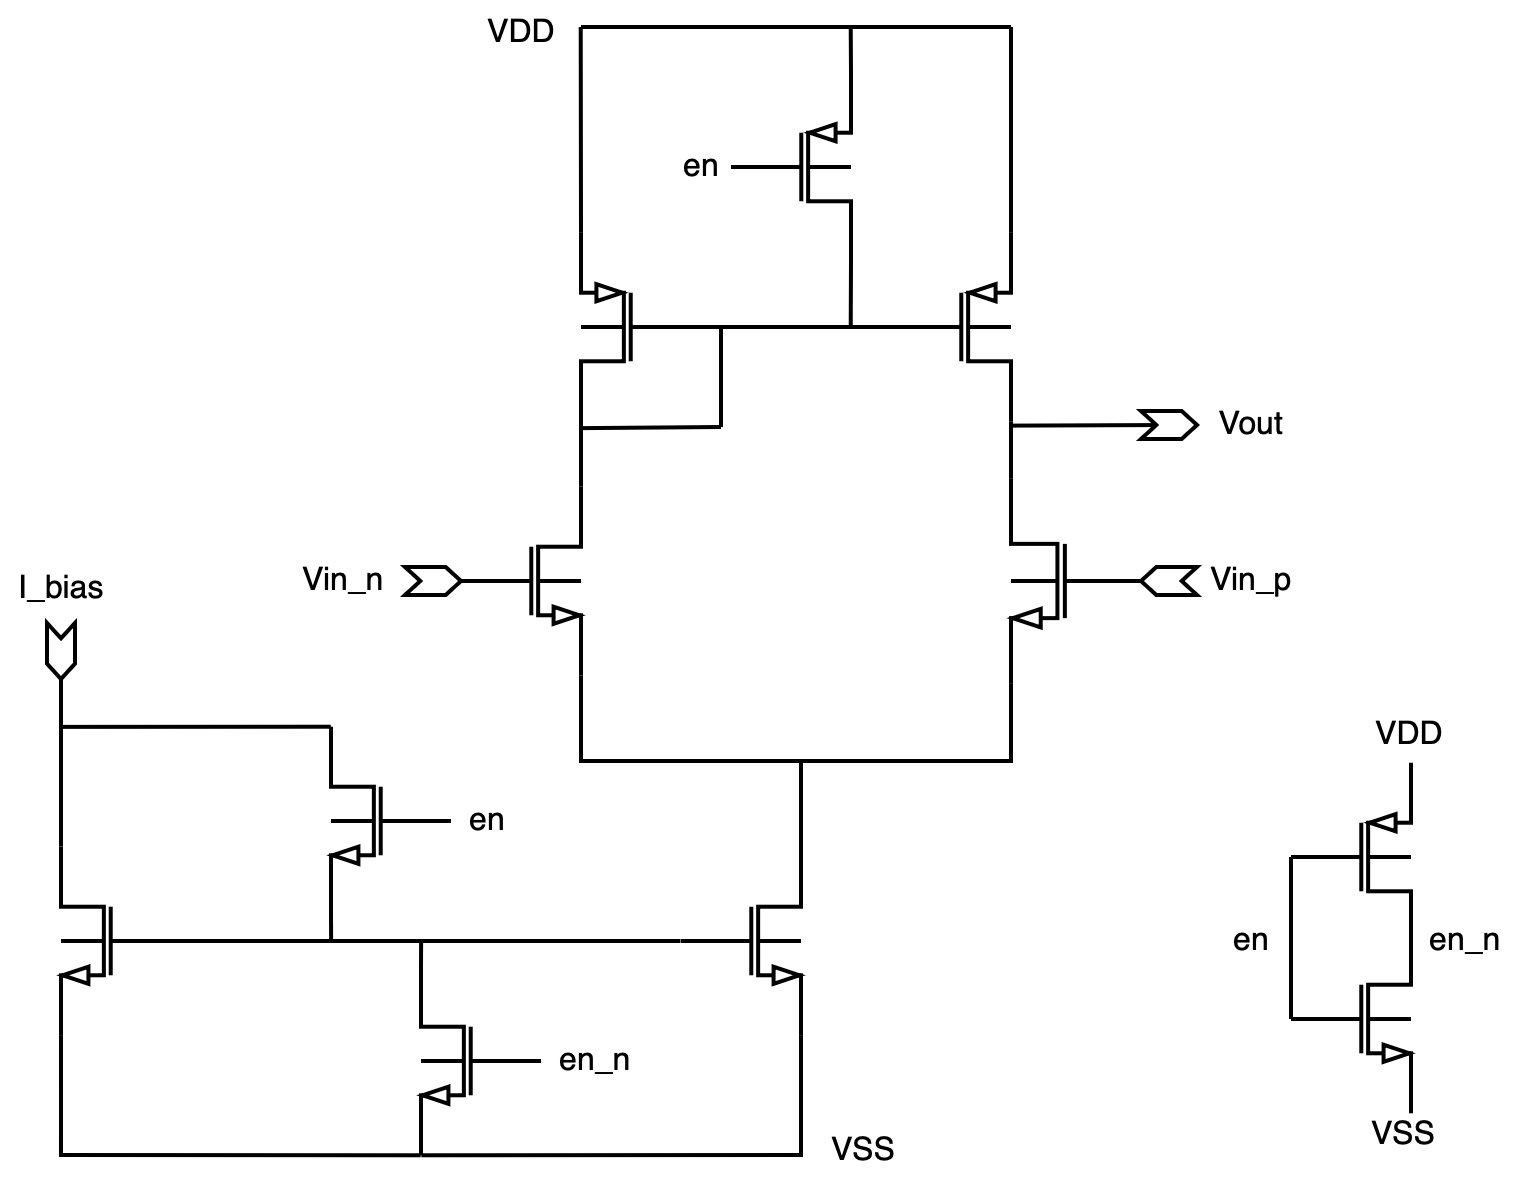 VDD
en
Vout
Vin_n
Vin_p
I_bias
VDD
en
en
en_n
en_n
VSS
VSS